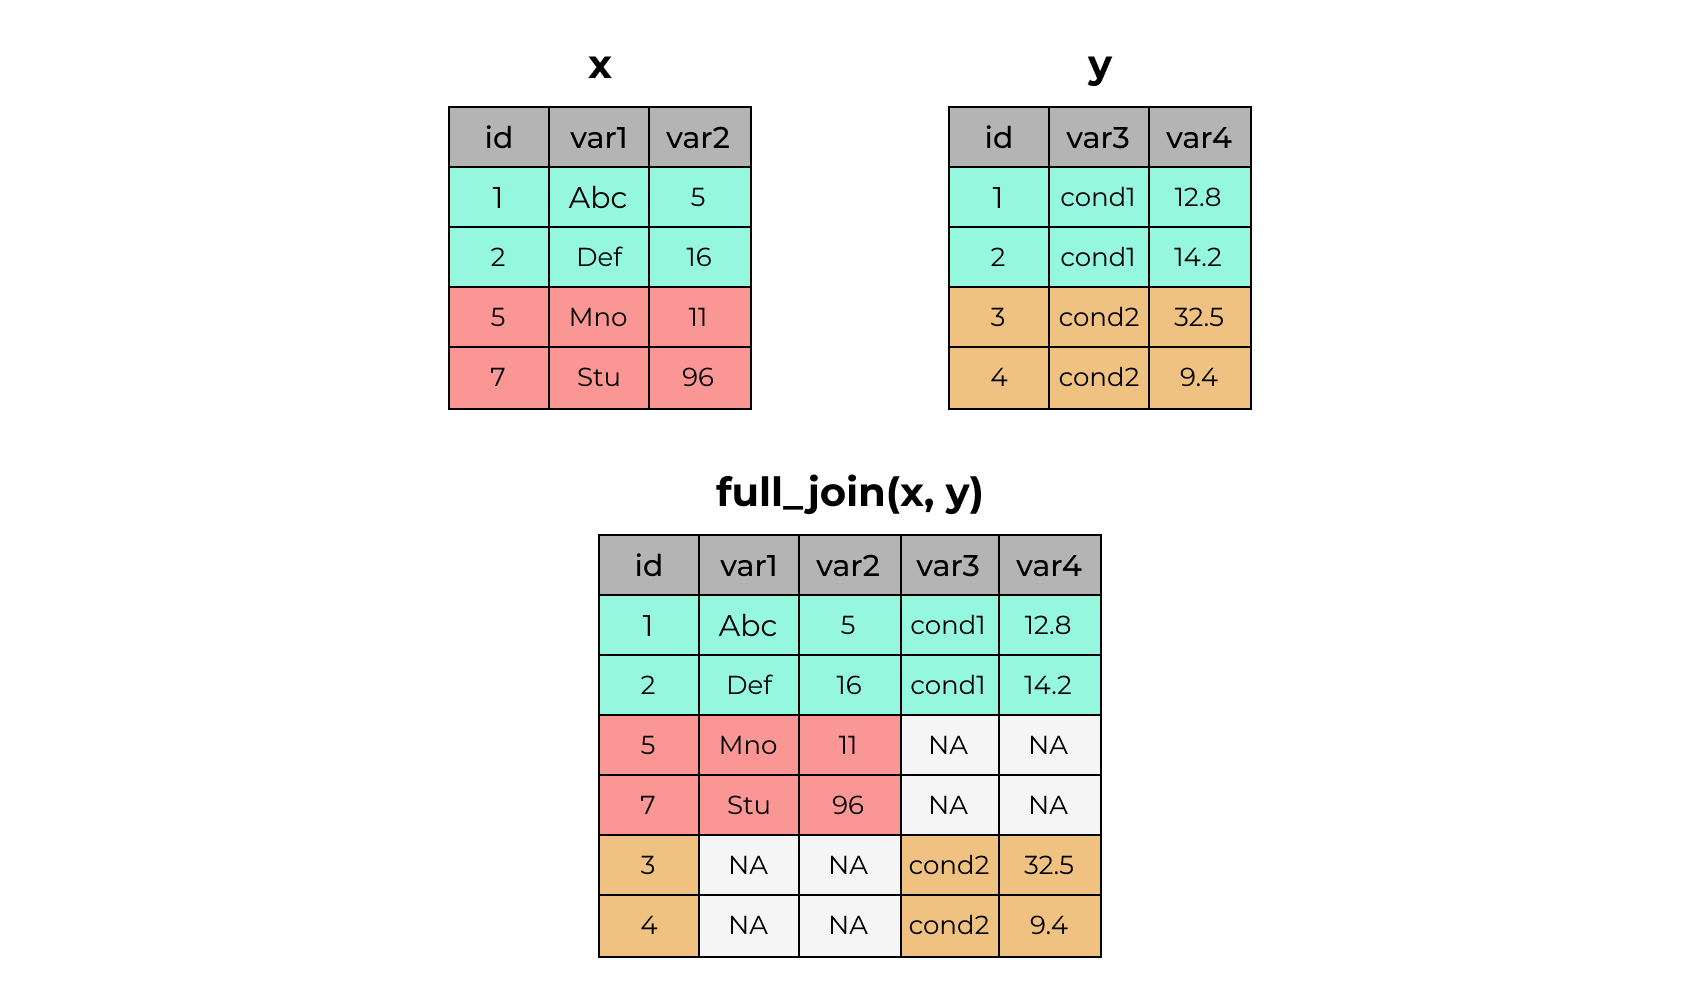 x
id var1 var2
1 Abc 5
2 Def 16
5 Mno 11
7 Stu 96
y
id var3 var4
1 cond1 12.8
2 cond1 14.2
3 cond2 32.5
4 cond2 9.4
full_join(x, y)
id var1 var2 var3 var4
1 Abc 5 cond1 12.8
2 Def 16 cond1 14.2
5 Mno 11 NA NA
7 Stu 96 NA NA
3 NA NA cond2 32.5
4 NA NA cond2 9.4